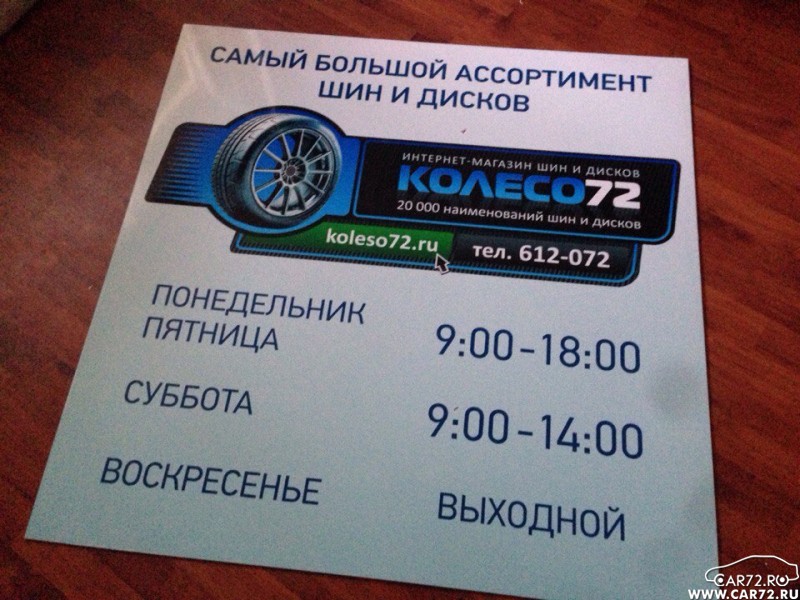 САМЫЙ БОЛЬШОЙ АССОРТИМЕНТ
ШИН И ДИСКОВ
ИНТЕРНЕТ-МАГАЗИН ШИН И ДИСКОВ
КОЛЕСО72
20 000 наименований шин и дисков
koleso72.ru
тел. 612-072
ПОНЕДЕЛЬНИК
ПЯТНИЦА
9:00-18:00
СУББОТА
9:00-14:00
ВОСКРЕСЕНЬЕ
ВЫХОДНОЙ
CAR72.RU
WWW.CAR72.RU